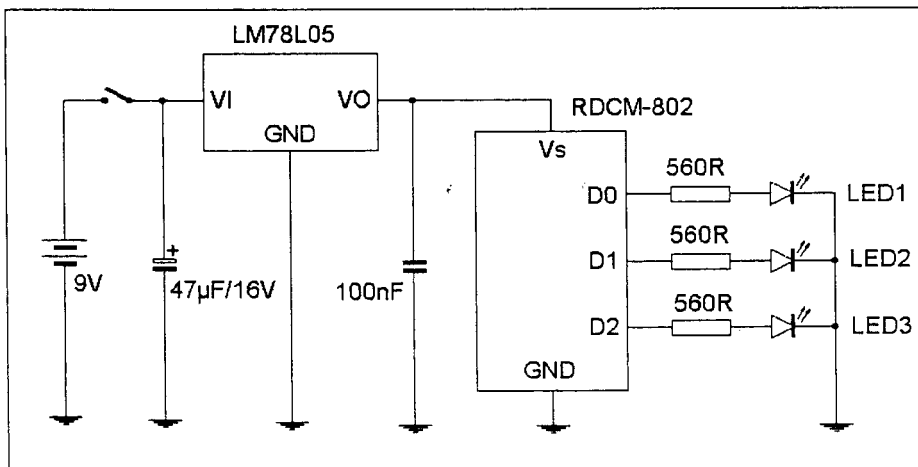 LM78L05
VI
VO
GND
RDCM-802
Vs
560R
D0
LED1
560R
D1
LED2
560R
D2
LED3
GND
9V
+
47µF/16V
100nF